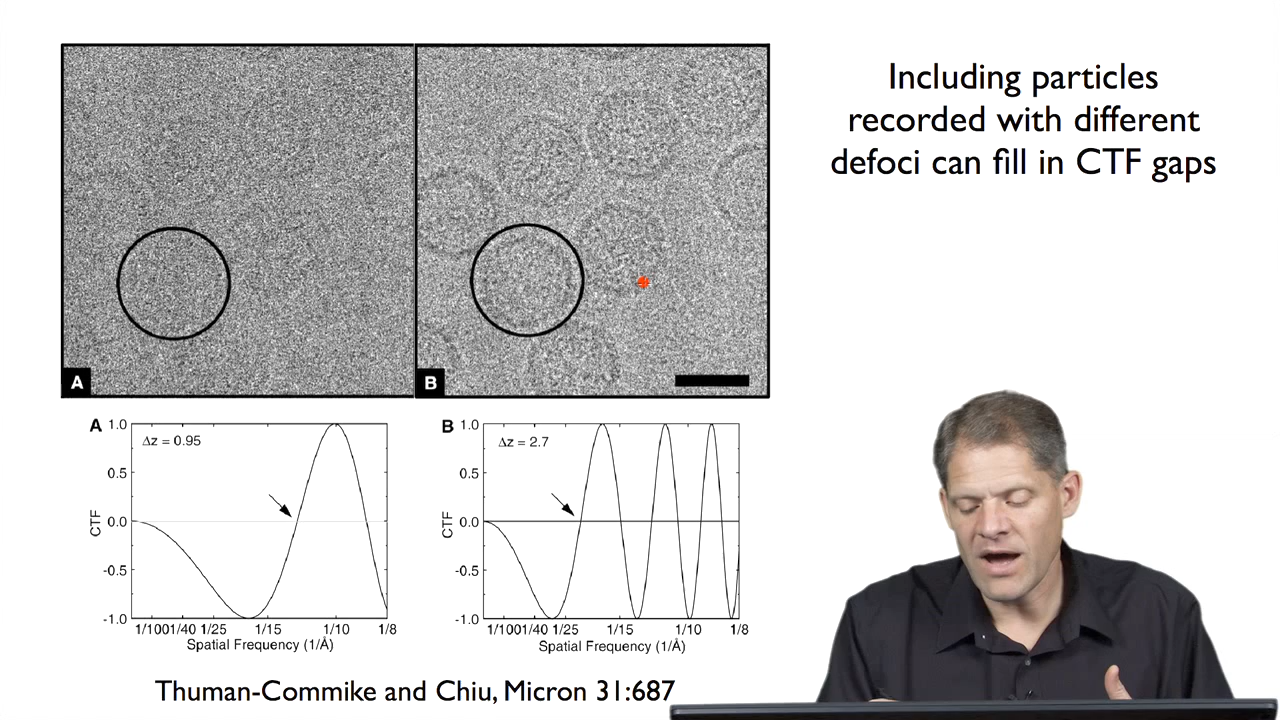 Including particles
recorded with different
defoci can fill in CTF gaps
A
B
A
Δz = 0.95
1.0
0.5
0.0
-0.5
-1.0
CTF
1/100 1/40 1/25 1/15 1/10 1/8
Spatial Frequency (1/Å)
B
Δz = 2.7
1.0
0.5
0.0
-0.5
-1.0
CTF
1/100 1/40 1/25 1/15 1/10 1/8
Spatial Frequency (1/Å)
Thuman-Commike and Chiu, Micron 31:687